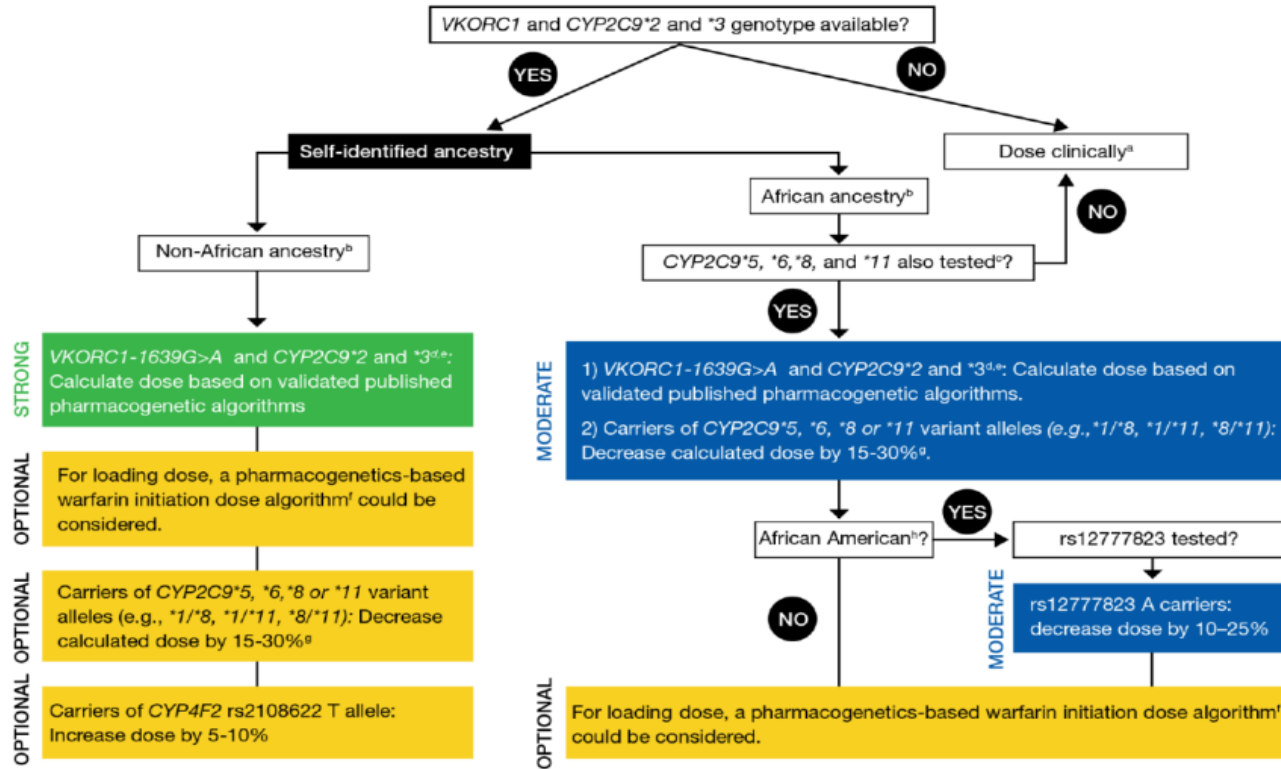 VKORC1 and CYP2C9*2 and *3 genotype available?
YES
NO
Self-identified ancestry
Dose clinicallyᵃ
African ancestryᵇ
NO
Non-African ancestryᵇ
CYP2C9*5, *6,*8, and *11 also testedᶜ?
YES
STRONG
VKORC1-1639G>A and CYP2C9*2 and *3ᵈ,ᵉ:
Calculate dose based on validated published
pharmacogenetic algorithms
MODERATE
1) VKORC1-1639G>A and CYP2C9*2 and *3ᵈ,ᵉ: Calculate dose based on
validated published pharmacogenetic algorithms.
2) Carriers of CYP2C9*5, *6, *8 or *11 variant alleles (e.g.,*1/*8, *1/*11, *8/*11):
Decrease calculated dose by 15-30%ᵍ.
OPTIONAL
For loading dose, a pharmacogenetics-based
warfarin initiation dose algorithmᶠ could be
considered.
African Americanʰ?
YES
rs12777823 tested?
OPTIONAL
Carriers of CYP2C9*5, *6,*8 or *11 variant
alleles (e.g., *1/*8, *1/*11, *8/*11): Decrease
calculated dose by 15-30%ᵍ
NO
MODERATE
rs12777823 A carriers:
decrease dose by 10–25%
OPTIONAL
Carriers of CYP4F2 rs2108622 T allele:
Increase dose by 5-10%
OPTIONAL
For loading dose, a pharmacogenetics-based warfarin initiation dose algorithmᶠ
could be considered.